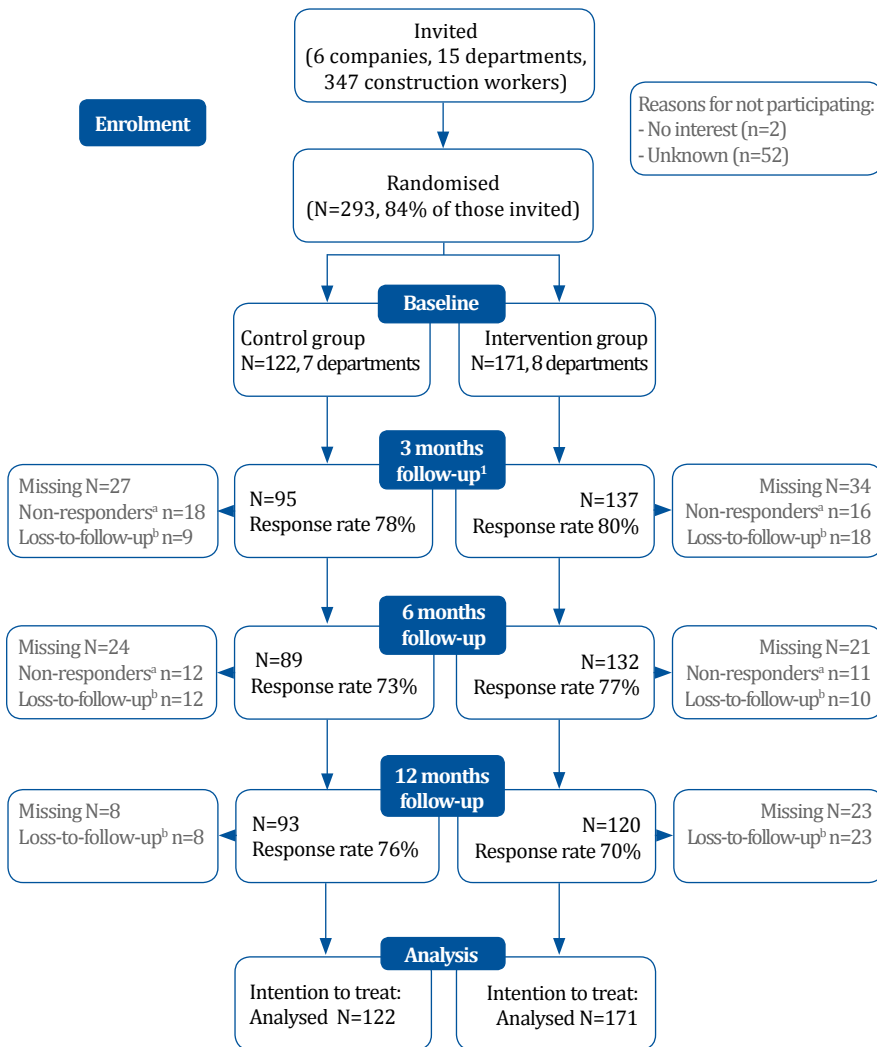 Invited
(6 companies, 15 departments,
347 construction workers)
Enrolment
Reasons for not participating:
- No interest (n=2)
- Unknown (n=52)
Randomised
(N=293, 84% of those invited)
Baseline
Control group
N=122, 7 departments
Intervention group
N=171, 8 departments
3 months
follow-up¹
Missing N=27
Non-respondersᵃ n=18
Loss-to-follow-upᵇ n=9
N=95
Response rate 78%
N=137
Response rate 80%
Missing N=34
Non-respondersᵃ n=16
Loss-to-follow-upᵇ n=18
6 months
follow-up
Missing N=24
Non-respondersᵃ n=12
Loss-to-follow-upᵇ n=12
N=89
Response rate 73%
N=132
Response rate 77%
Missing N=21
Non-respondersᵃ n=11
Loss-to-follow-upᵇ n=10
12 months
follow-up
Missing N=8
Loss-to-follow-upᵇ n=8
N=93
Response rate 76%
N=120
Response rate 70%
Missing N=23
Loss-to-follow-upᵇ n=23
Analysis
Intention to treat:
Analysed N=122
Intention to treat:
Analysed N=171